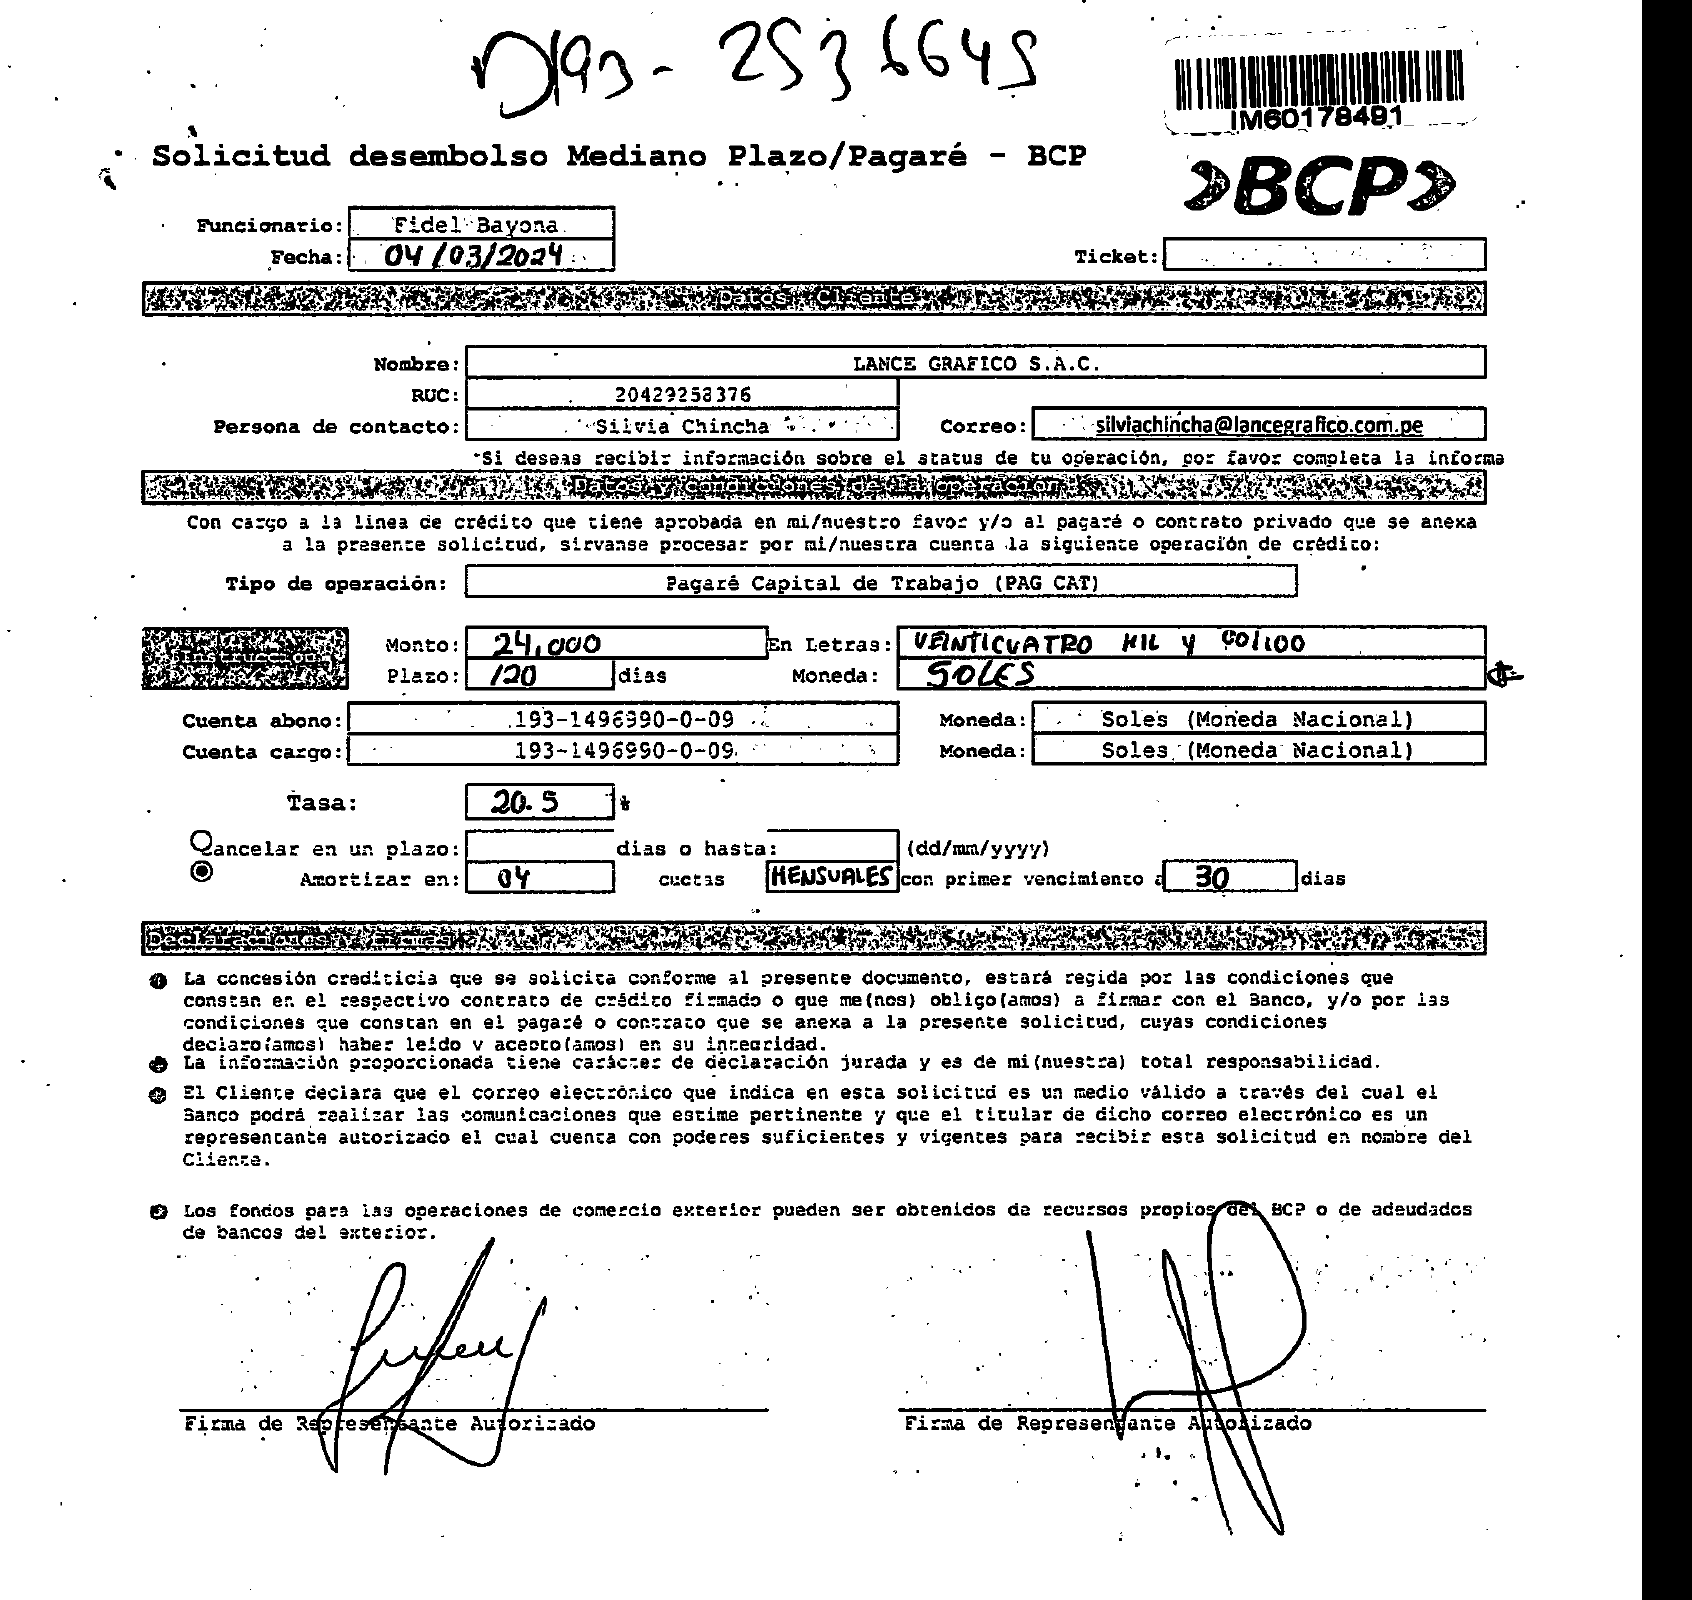 D193-2536645
IM60178491
Solicitud desembolso Mediano Plazo/Pagaré - BCP
BCP
Funcionario: Fidel Bayona
Fecha: 04/03/2024 Ticket:
Datos Cliente
Nombre: LANCE GRAFICO S.A.C.
RUC: 20429258376
Persona de contacto: Silvia Chincha Correo: silviachincha@lancegrafico.com.pe
*Si deseas recibir información sobre el status de tu operación, por favor completa la informa
Datos y condiciones de la operación
Con cargo a la linea de crédito que tiene aprobada en mi/nuestro favor y/o al pagaré o contrato privado que se anexa
a la presente solicitud, sirvanse procesar por mi/nuestra cuenta la siguiente operación de crédito:
Tipo de operación: Pagaré Capital de Trabajo (PAG CAT)
Instrucción
Monto: 24,000 En Letras: VEINTICUATRO MIL Y 00/100
Plazo: 120 días Moneda: SOLES
Cuenta abono: 193-1496990-0-09 Moneda: Soles (Moneda Nacional)
Cuenta cargo: 193-1496990-0-09 Moneda: Soles (Moneda Nacional)
Tasa: 20.5 %
Cancelar en un plazo: dias o hasta: (dd/mm/yyyy)
Amortizar en: 04 cuotas MENSUALES con primer vencimiento a 30 dias
Declaraciones y firmas
La concesión crediticia que se solicita conforme al presente documento, estará regida por las condiciones que
constan en el respectivo contrato de crédito firmado o que me(nos) obligo(amos) a firmar con el Banco, y/o por las
condiciones que constan en el pagaré o contrato que se anexa a la presente solicitud, cuyas condiciones
declaro(amos) haber leido y acepto(amos) en su integridad.
La información proporcionada tiene carácter de declaración jurada y es de mi(nuestra) total responsabilidad.
El Cliente declara que el correo electrónico que indica en esta solicitud es un medio válido a través del cual el
Banco podrá realizar las comunicaciones que estime pertinente y que el titular de dicho correo electrónico es un
representante autorizado el cual cuenta con poderes suficientes y vigentes para recibir esta solicitud en nombre del
Cliente.
Los fondos para las operaciones de comercio exterior pueden ser obtenidos de recursos propios del BCP o de adeudados
de bancos del exterior.
Firma de Representante Autorizado Firma de Representante Autorizado